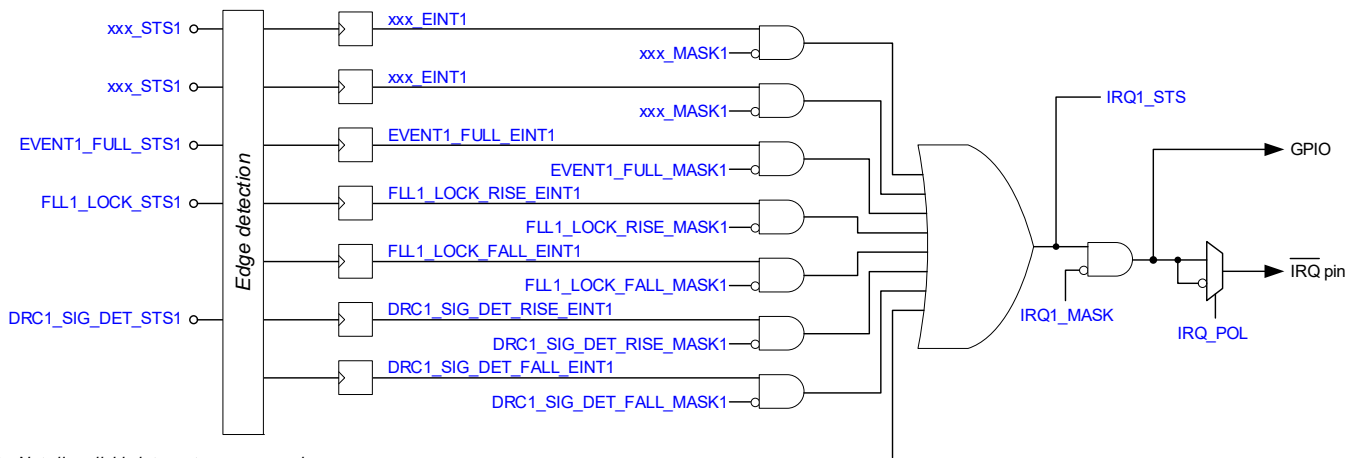 xxx_STS1
xxx_EINT1
xxx_MASK1
xxx_STS1
xxx_EINT1
xxx_MASK1
IRQ1_STS
EVENT1_FULL_STS1
EVENT1_FULL_EINT1
EVENT1_FULL_MASK1
GPIO
FLL1_LOCK_STS1
FLL1_LOCK_RISE_EINT1
FLL1_LOCK_RISE_MASK1
Edge detection
FLL1_LOCK_FALL_EINT1
FLL1_LOCK_FALL_MASK1
IRQ pin
IRQ1_MASK
IRQ_POL
DRC1_SIG_DET_STS1
DRC1_SIG_DET_RISE_EINT1
DRC1_SIG_DET_RISE_MASK1
DRC1_SIG_DET_FALL_EINT1
DRC1_SIG_DET_FALL_MASK1